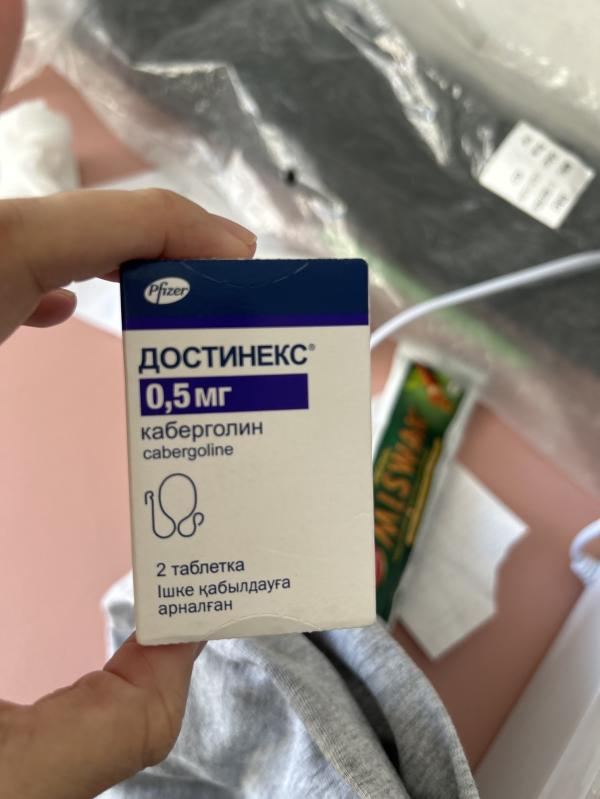 Pfizer
ДОСТИНЕКС®
0,5 мг
каберголин
cabergoline
2 таблетка
Ішке қабылдауға
арналған
MISWAK